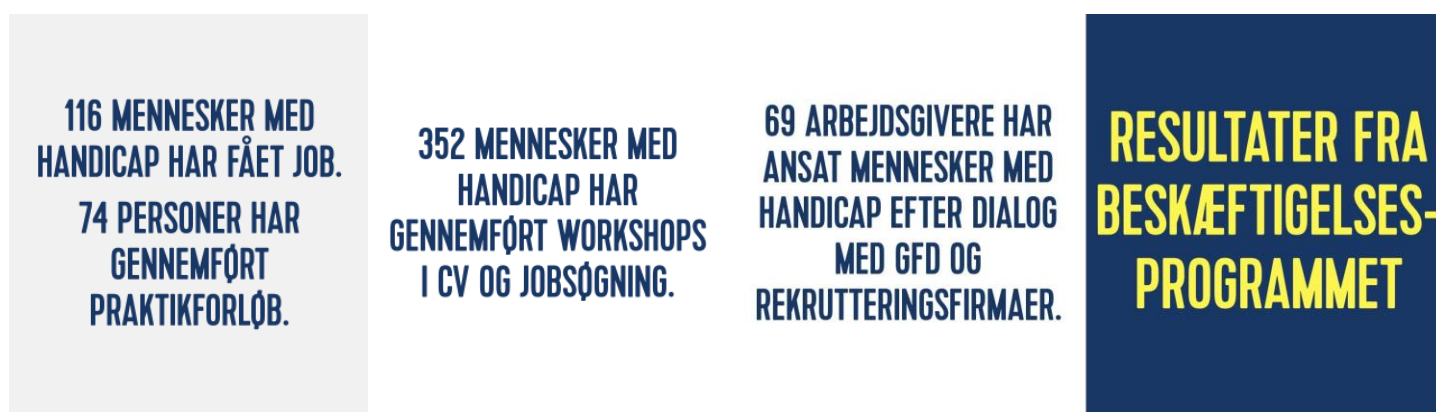 116 MENNESKER MED
HANDICAP HAR FÅET JOB.
74 PERSONER HAR
GENNEMFØRT
PRAKTIKFORLØB.
352 MENNESKER MED
HANDICAP HAR
GENNEMFØRT WORKSHOPS
I CV OG JOBSØGNING.
69 ARBEJDSGIVERE HAR
ANSAT MENNESKER MED
HANDICAP EFTER DIALOG
MED GFD OG
REKRUTTERINGSFIRMAER.
RESULTATER FRA
BESKÆFTIGELSES-
PROGRAMMET